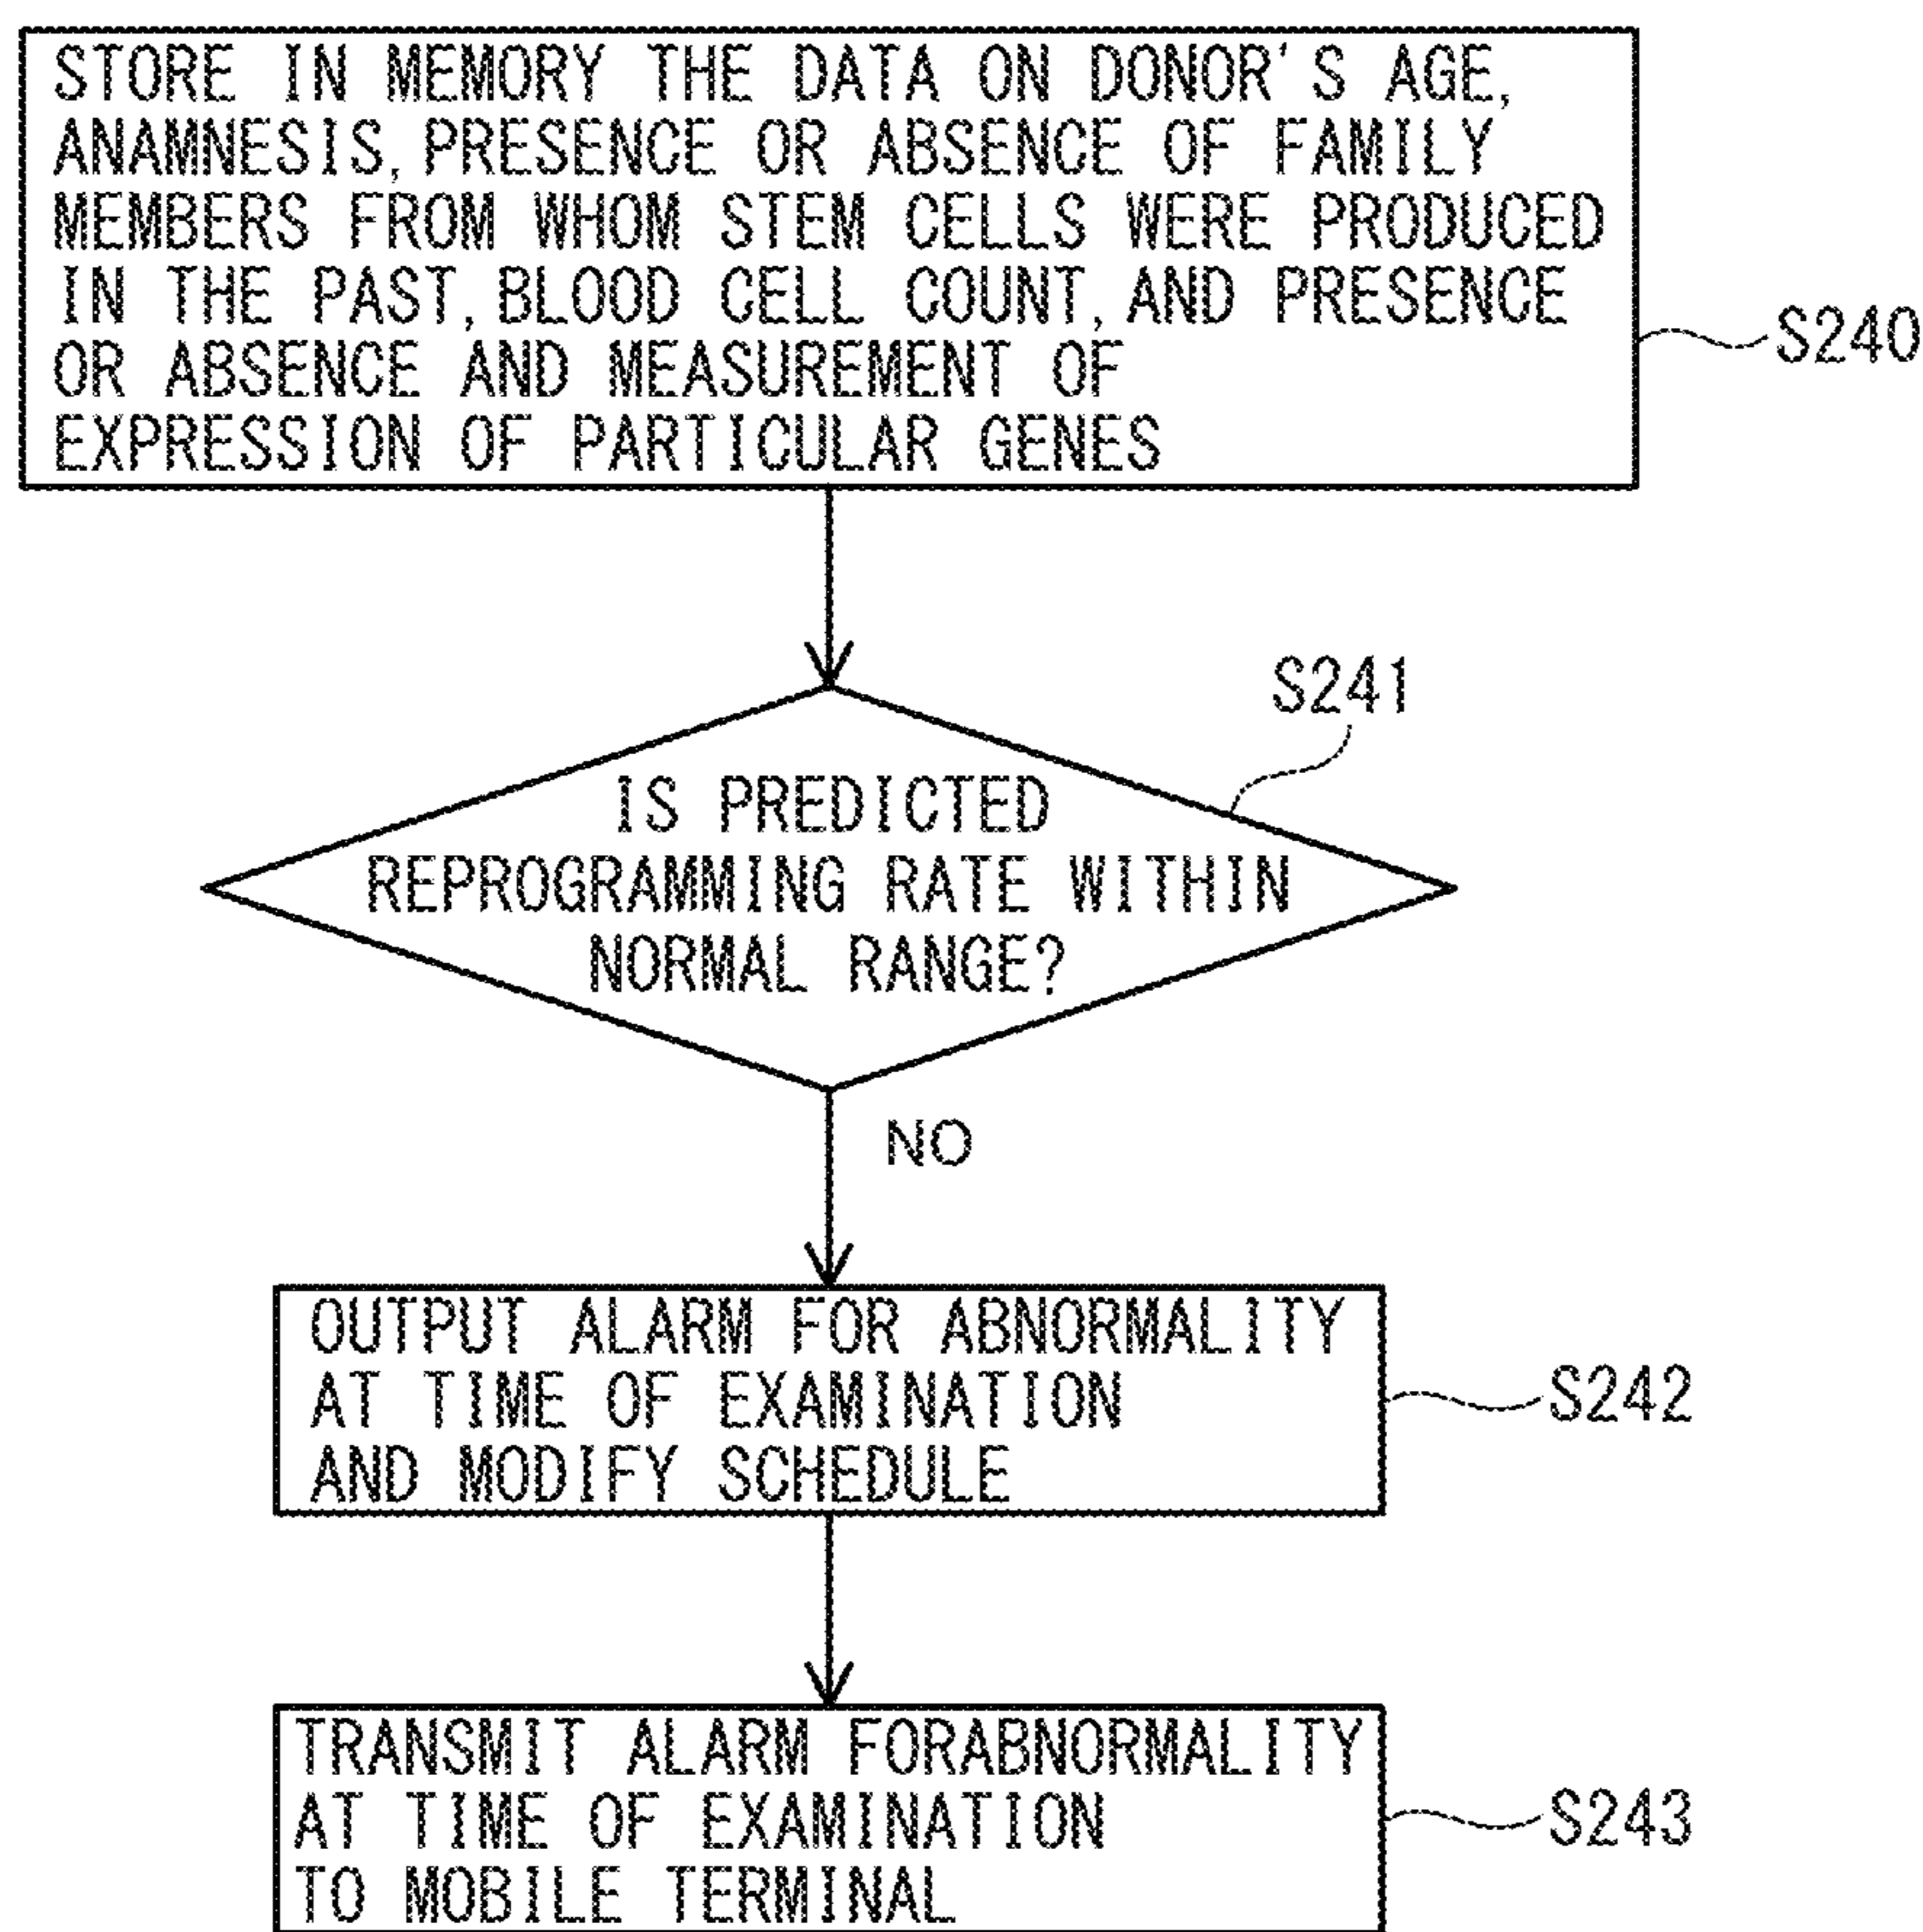 STORE IN MEMORY THE DATA ON DONOR'S AGE,
ANAMNESIS, PRESENCE OR ABSENCE OF FAMILY
MEMBERS FROM WHOM STEM CELLS WERE PRODUCED
IN THE PAST, BLOOD CELL COUNT, AND PRESENCE
OR ABSENCE AND MEASUREMENT OF
EXPRESSION OF PARTICULAR GENES
S240
S241
IS PREDICTED
REPROGRAMMING RATE WITHIN
NORMAL RANGE?
NO
OUTPUT ALARM FOR ABNORMALITY
AT TIME OF EXAMINATION
AND MODIFY SCHEDULE
S242
TRANSMIT ALARM FORABNORMALITY
AT TIME OF EXAMINATION
TO MOBILE TERMINAL
S243